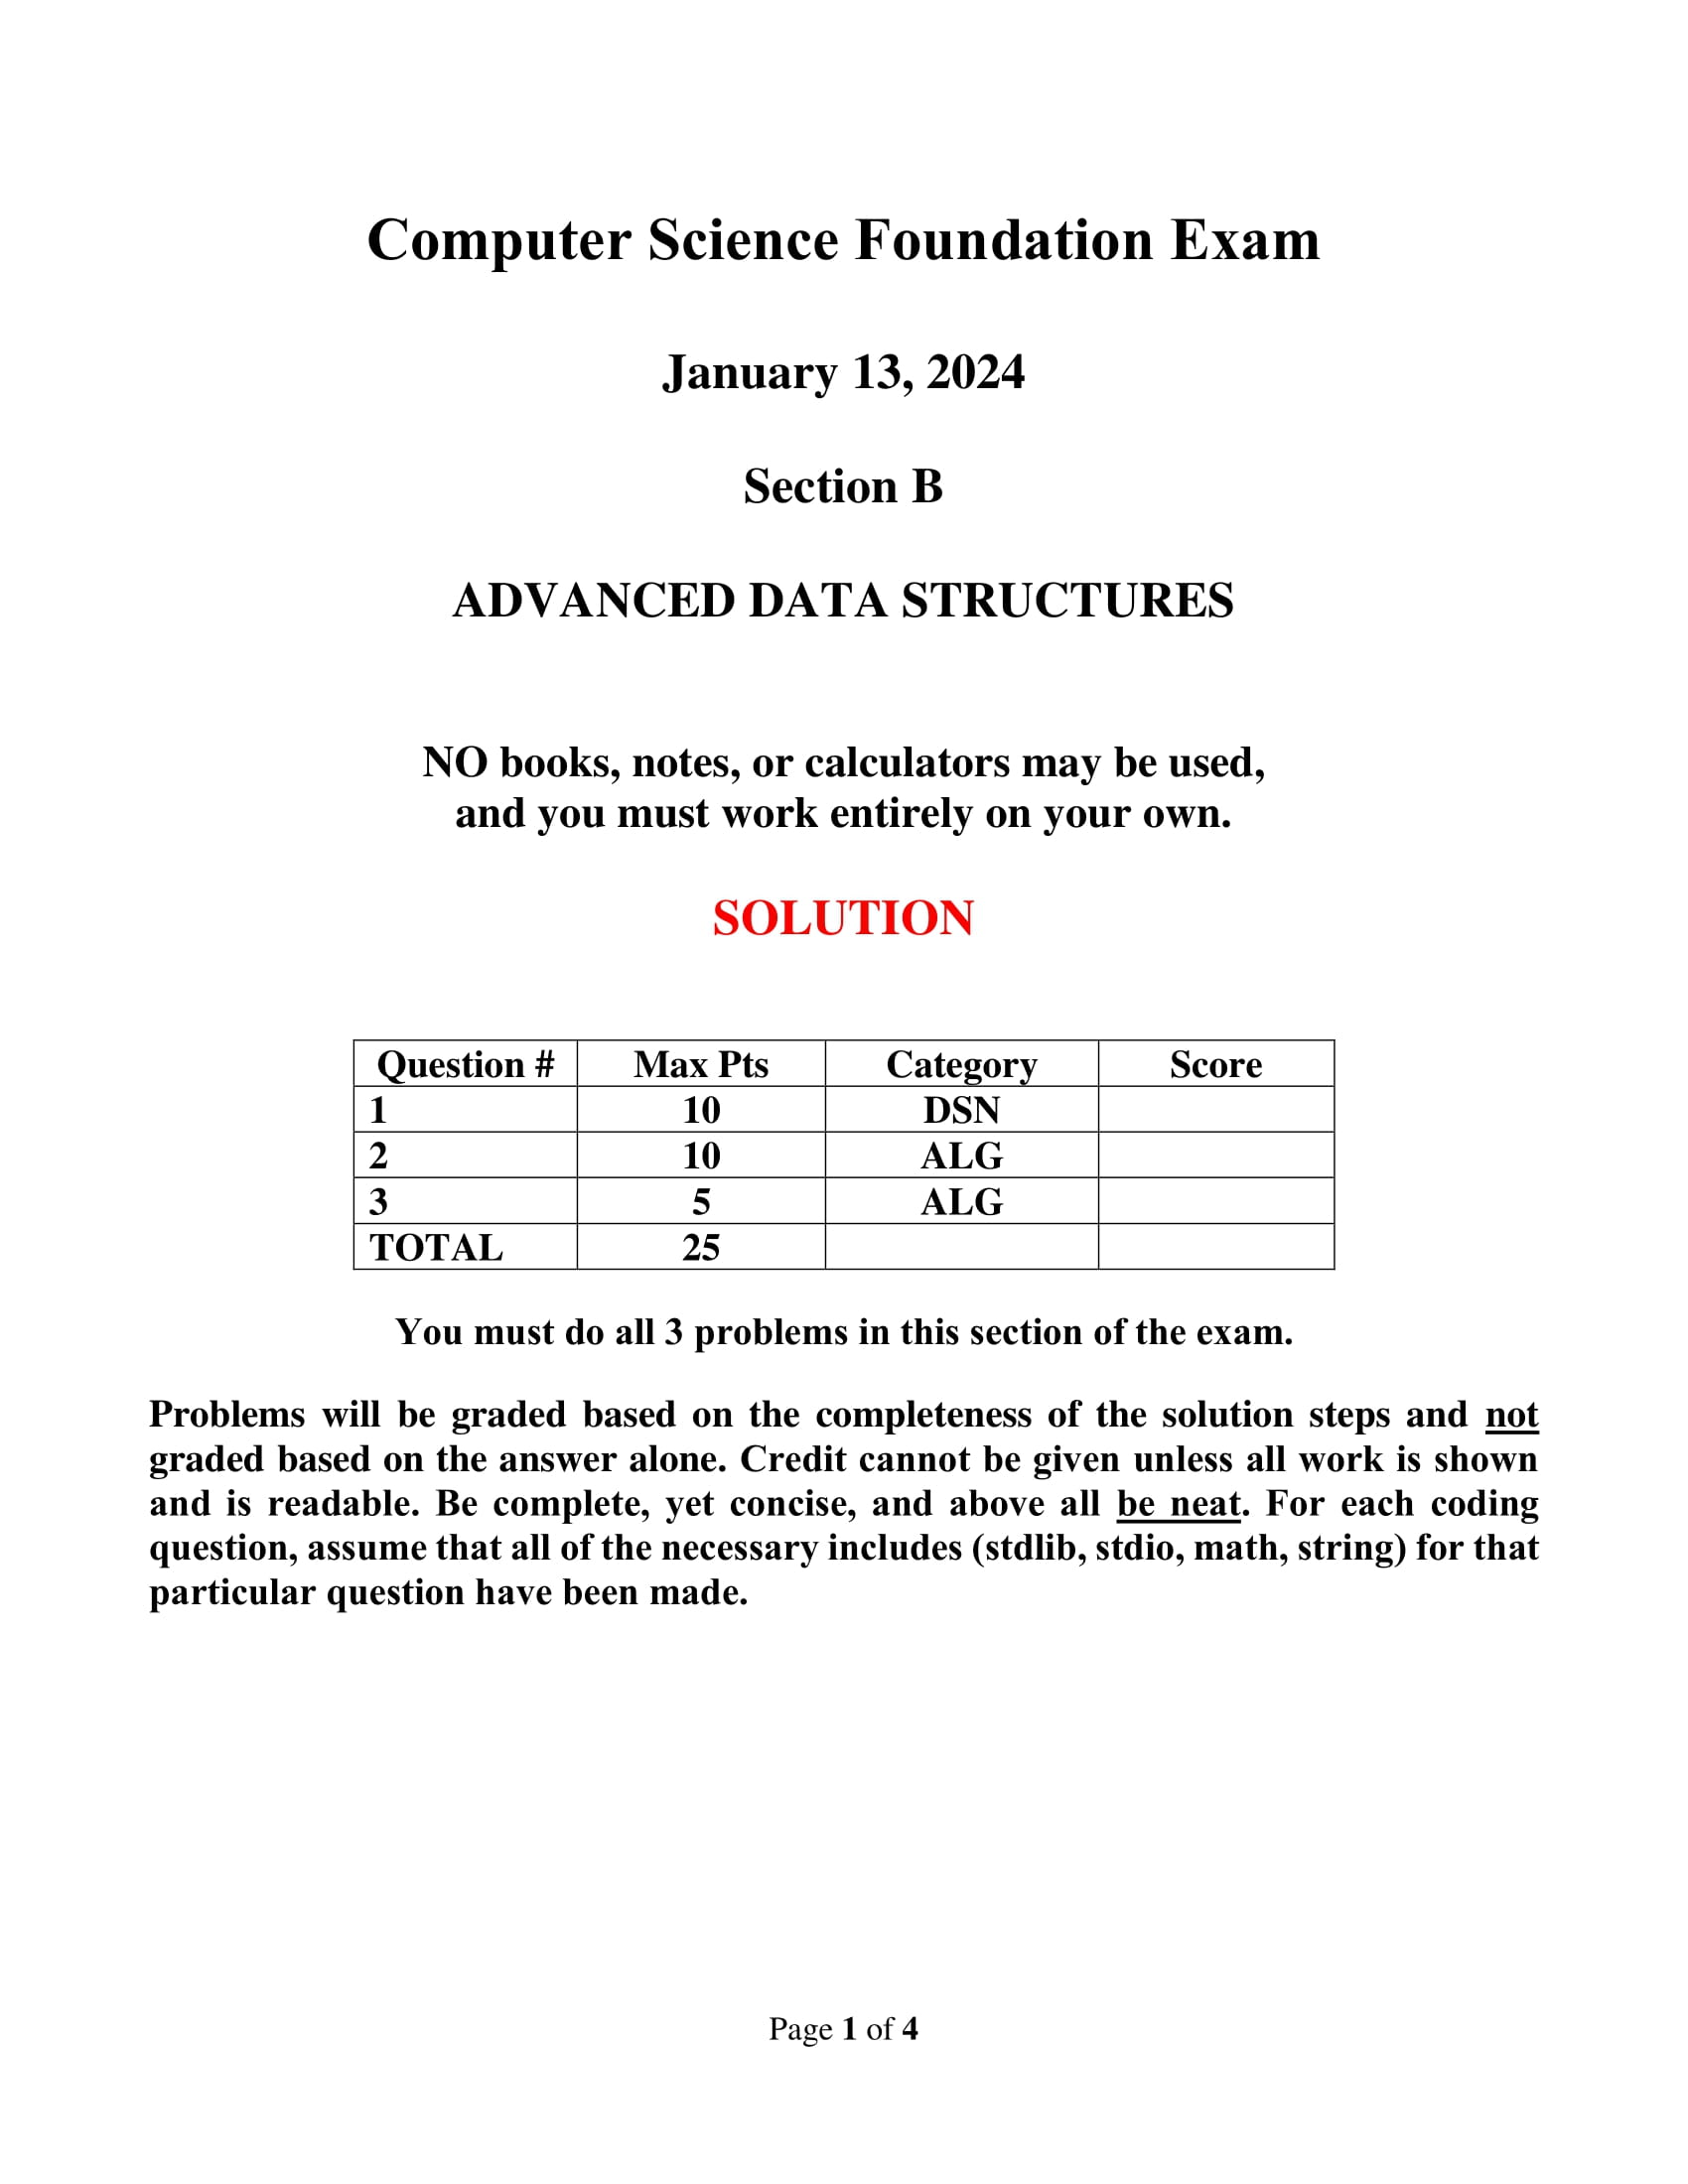 Computer Science Foundation Exam
January 13, 2024
Section B
ADVANCED DATA STRUCTURES
NO books, notes, or calculators may be used,
and you must work entirely on your own.
SOLUTION
Question # Max Pts Category Score
1 10 DSN
2 10 ALG
3 5 ALG
TOTAL 25
You must do all 3 problems in this section of the exam.
Problems will be graded based on the completeness of the solution steps and not
graded based on the answer alone. Credit cannot be given unless all work is shown
and is readable. Be complete, yet concise, and above all be neat. For each coding
question, assume that all of the necessary includes (stdlib, stdio, math, string) for that
particular question have been made.
Page 1 of 4